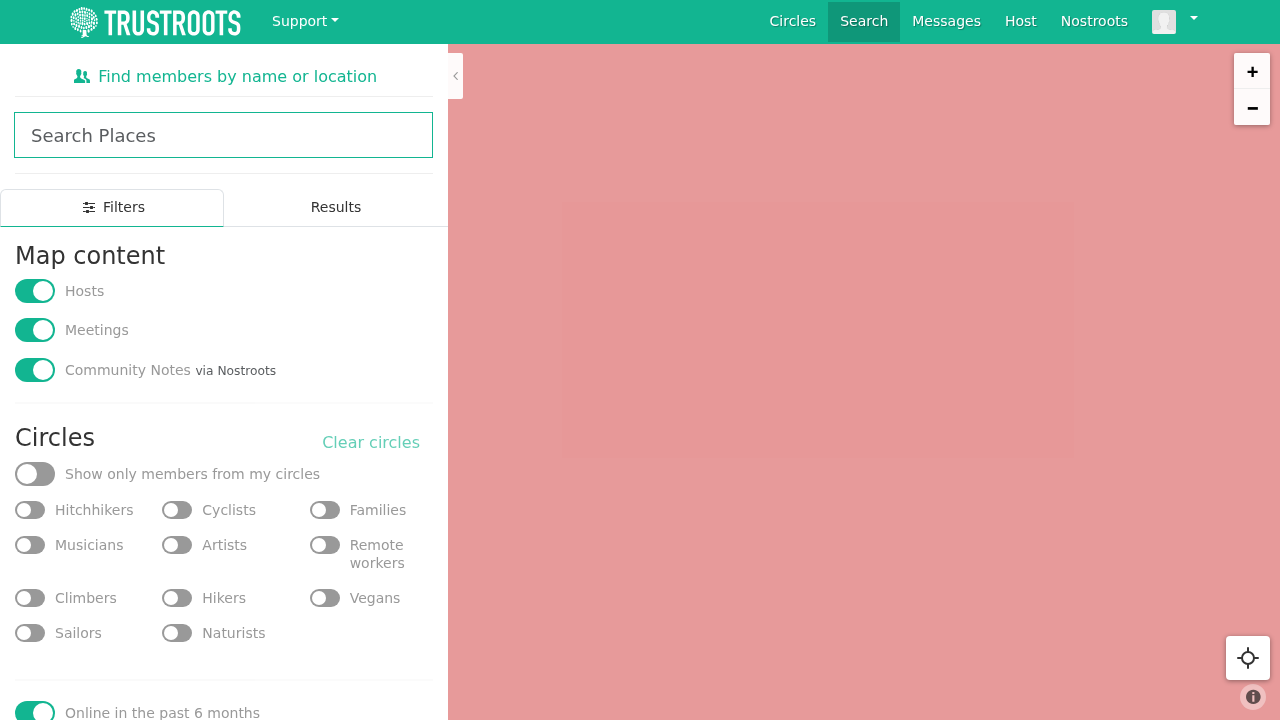 TRUSTROOTS Support Circles Search Messages Host Nostroots
Find members by name or location
+
Search Places
−
Filters Results
Map content
Hosts
Meetings
Community Notes via Nostroots
Circles Clear circles
Show only members from my circles
Hitchhikers Cyclists Families
Musicians Artists Remote workers
Climbers Hikers Vegans
Sailors Naturists
Online in the past 6 months